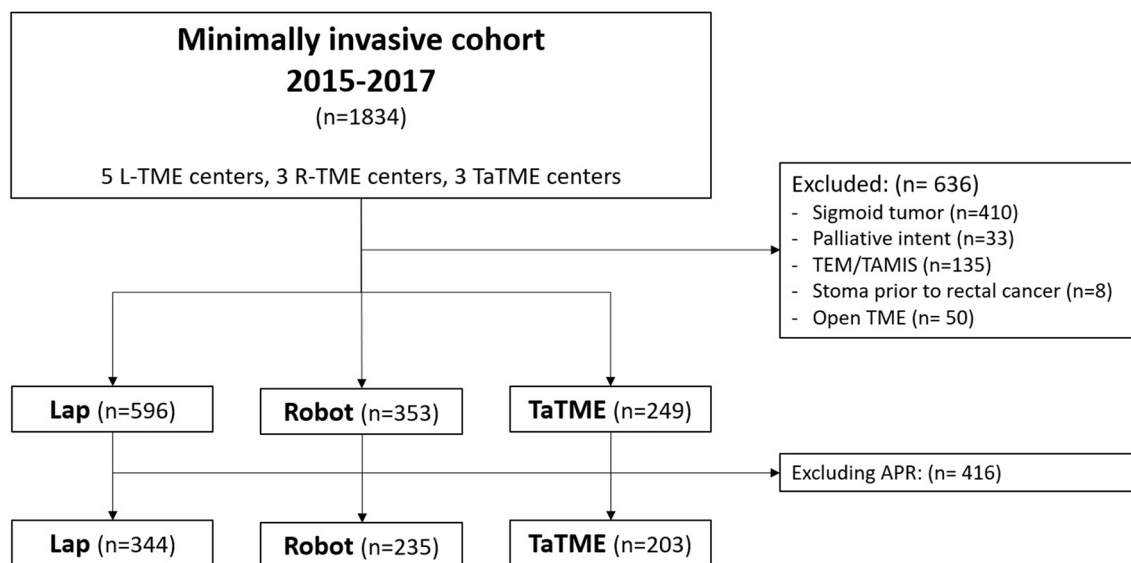 Minimally invasive cohort
2015-2017
(n=1834)
5 L-TME centers, 3 R-TME centers, 3 TaTME centers
Excluded: (n= 636)
- Sigmoid tumor (n=410)
- Palliative intent (n=33)
- TEM/TAMIS (n=135)
- Stoma prior to rectal cancer (n=8)
- Open TME (n= 50)
Lap (n=596)
Robot (n=353)
TaTME (n=249)
Excluding APR: (n= 416)
Lap (n=344)
Robot (n=235)
TaTME (n=203)